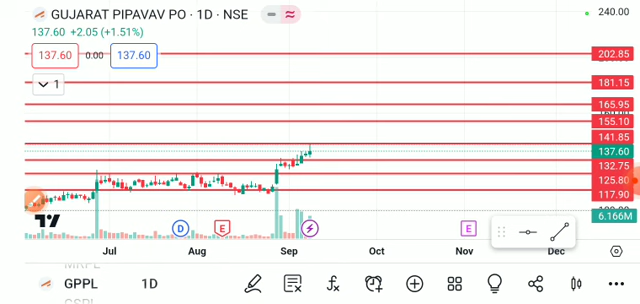 GUJARAT PIPAVAV PO · 1D · NSE
240.00
137.60 +2.05 (+1.51%)
137.60 0.00 137.60
202.85
1
181.15
165.95
155.10
141.85
137.60
132.75
125.80
117.90
6.166M
D E E
Jul Aug Sep Oct Nov Dec
GPPL 1D